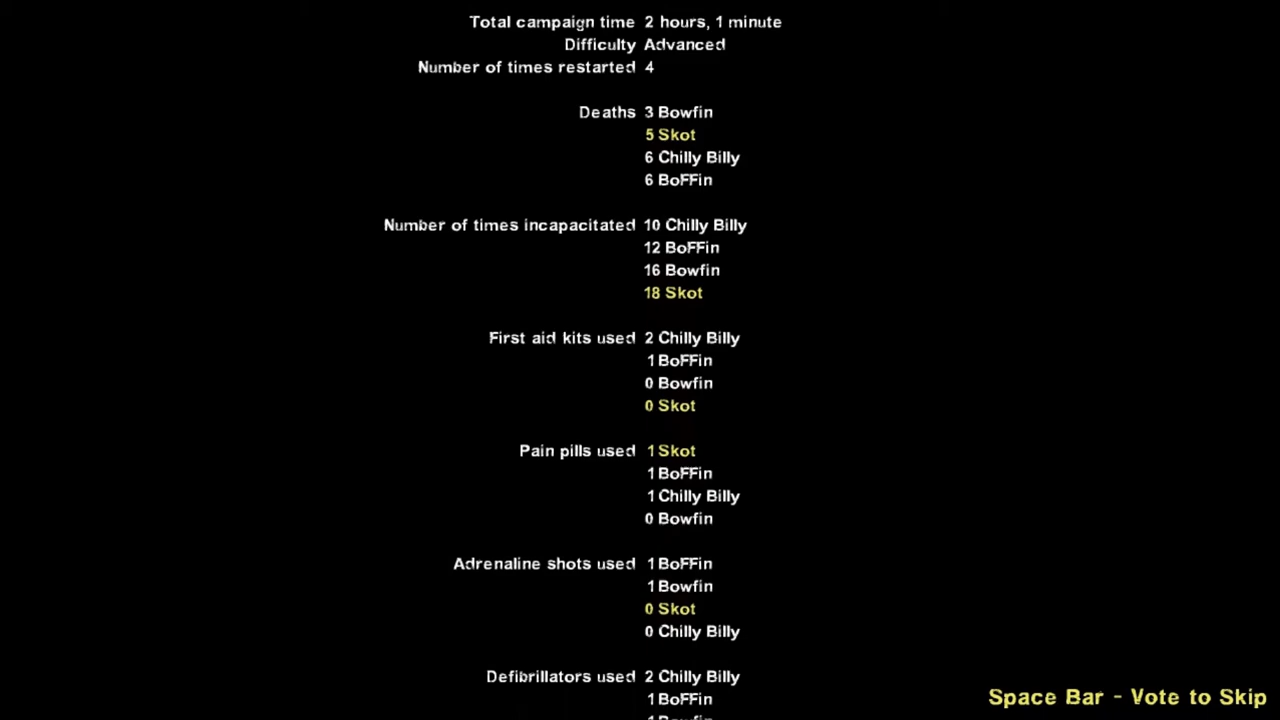 Total campaign time 2 hours, 1 minute
Difficulty Advanced
Number of times restarted 4
Deaths 3 Bowfin
5 Skot
6 Chilly Billy
6 BoFFin
Number of times incapacitated 10 Chilly Billy
12 BoFFin
16 Bowfin
18 Skot
First aid kits used 2 Chilly Billy
1 BoFFin
0 Bowfin
0 Skot
Pain pills used 1 Skot
1 BoFFin
1 Chilly Billy
0 Bowfin
Adrenaline shots used 1 BoFFin
1 Bowfin
0 Skot
0 Chilly Billy
Defibrillators used 2 Chilly Billy
1 BoFFin
1 Bowfin
Space Bar - Vote to Skip